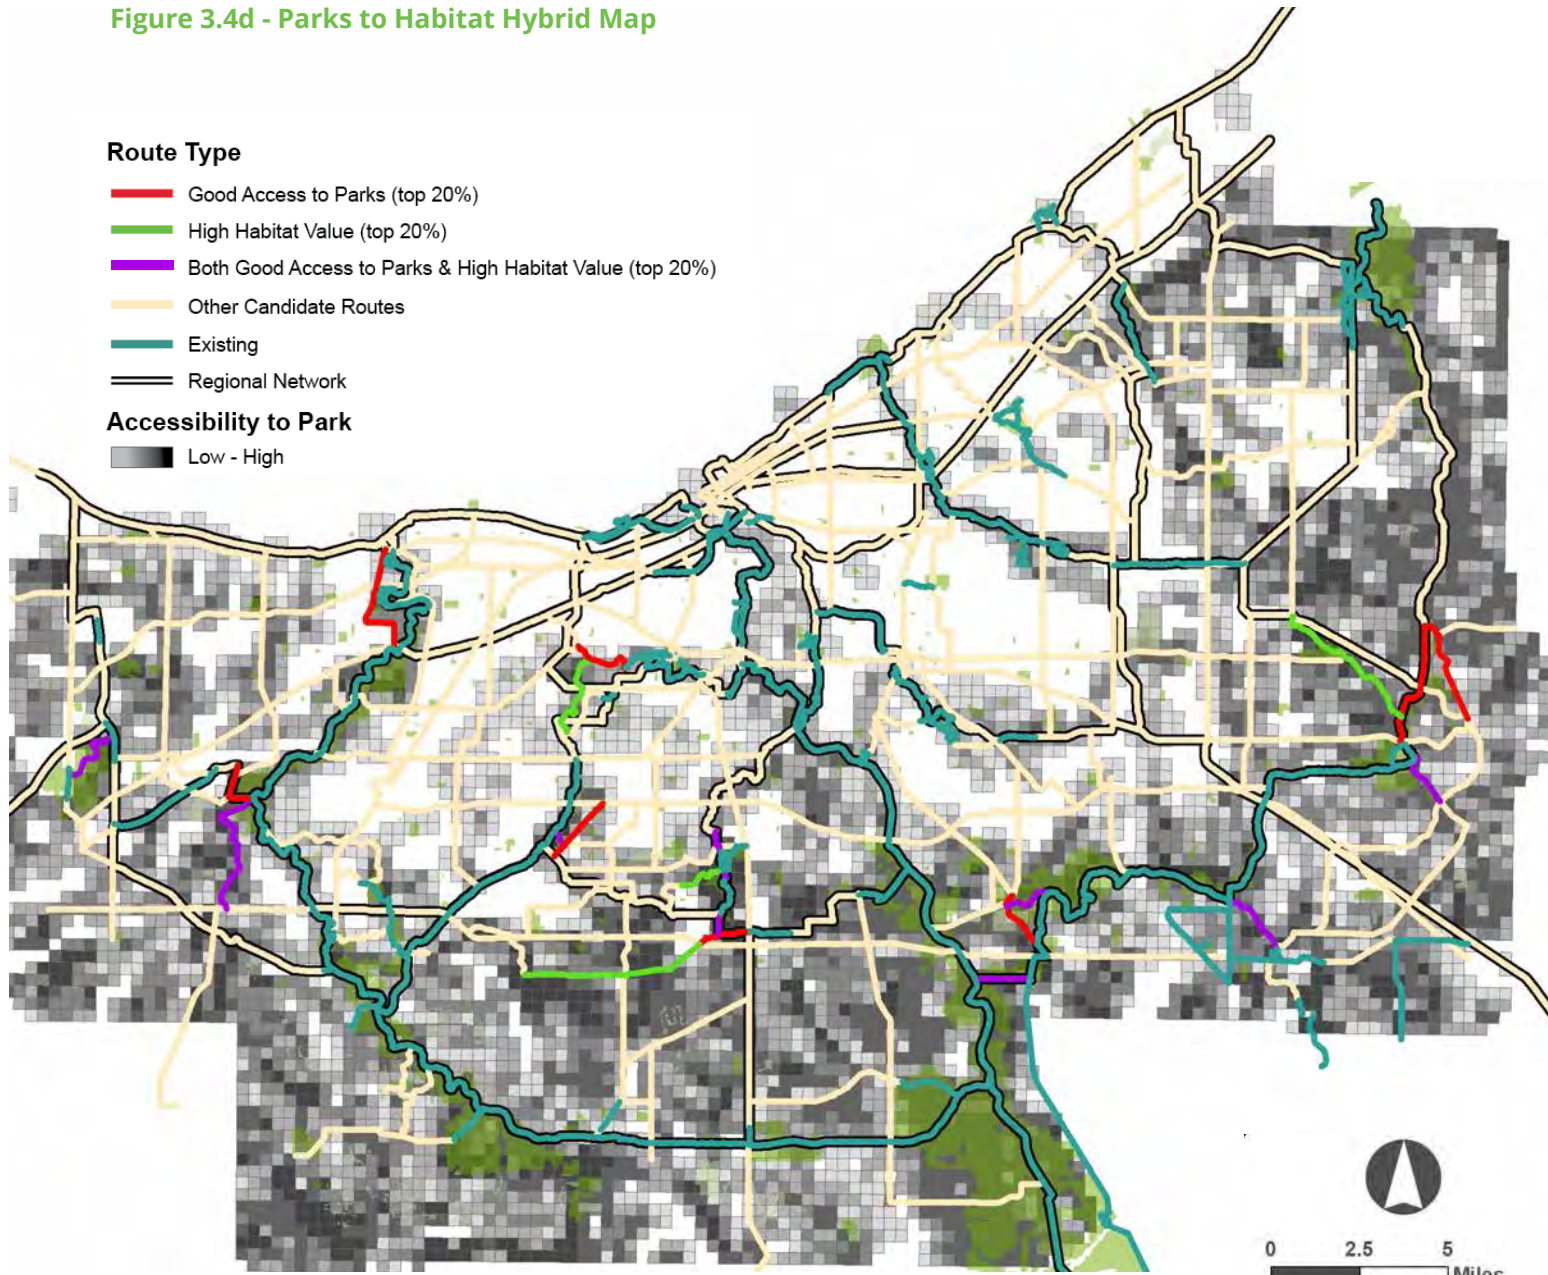 Figure 3.4d - Parks to Habitat Hybrid Map
Route Type
Good Access to Parks (top 20%)
High Habitat Value (top 20%)
Both Good Access to Parks & High Habitat Value (top 20%)
Other Candidate Routes
Existing
Regional Network
Accessibility to Park
Low - High
0 2.5 5
Miles